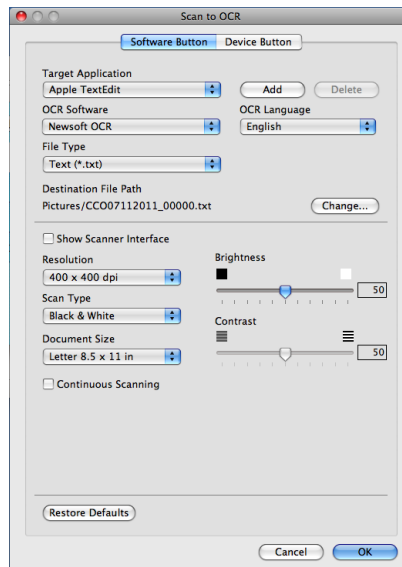 Scan to OCR
Software Button Device Button
Target Application
Apple TextEdit Add Delete
OCR Software OCR Language
Newsoft OCR English
File Type
Text (*.txt)
Destination File Path
Pictures/CCO07112011_00000.txt Change...
Show Scanner Interface
Resolution Brightness
400 x 400 dpi
50
Scan Type
Black & White
Contrast
Document Size
Letter 8.5 x 11 in 50
Continuous Scanning
Restore Defaults
Cancel OK